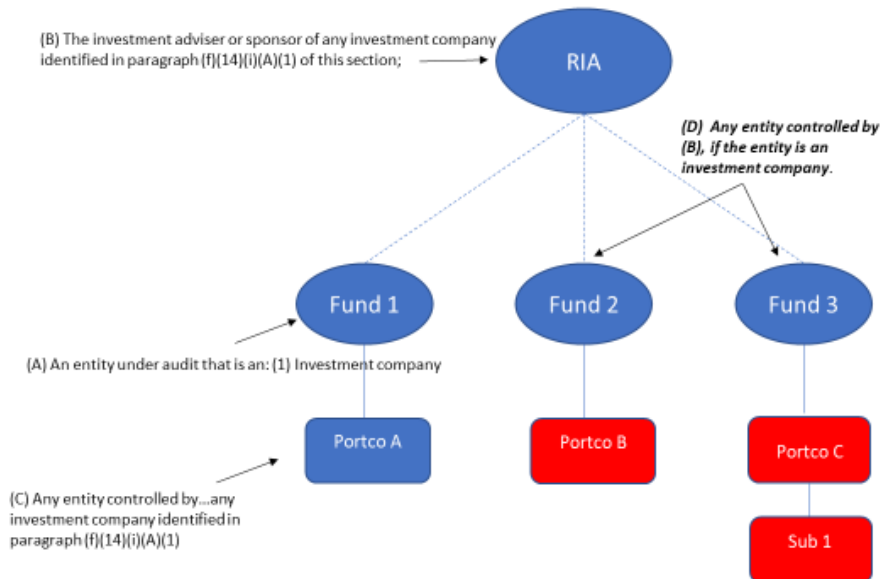 (B) The investment adviser or sponsor of any investment company
identified in paragraph (f)(14)(i)(A)(1) of this section;
RIA
(D) Any entity controlled by
(B), if the entity is an
investment company.
Fund 1
Fund 2
Fund 3
(A) An entity under audit that is an: (1) Investment company
Portco A
Portco B
Portco C
(C) Any entity controlled by...any
investment company identified in
paragraph (f)(14)(i)(A)(1)
Sub 1